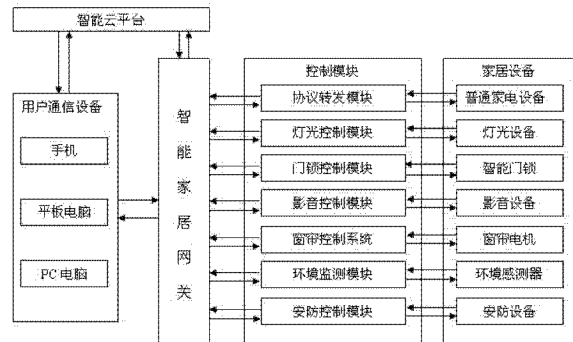 智能云平台
用户通信设备
手机
平板电脑
PC 电脑
智能家居网关
控制模块
协议转发模块
灯光控制模块
门锁控制模块
影音控制模块
窗帘控制系统
环境监测模块
安防控制模块
家居设备
普通家电设备
灯光设备
智能门锁
影音设备
窗帘电机
环境感测器
安防设备